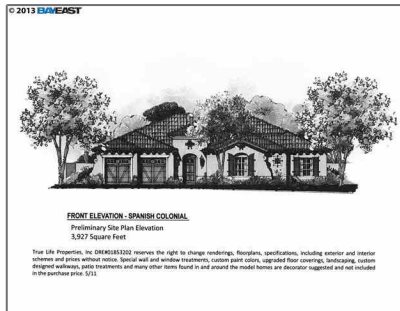 © 2013 BAYEAST
FRONT ELEVATION - SPANISH COLONIAL
Preliminary Site Plan Elevation
3,927 Square Feet
True Life Properties, Inc DRE#01853202 reserves the right to change renderings, floorplans, specifications, including exterior and interior
schemes and prices without notice. Special wall and window treatments, custom paint colors, upgraded floor coverings, landscaping, custom
designed walkways, patio treatments and many other items found in and around the model homes are decorator suggested and not included
in the purchase price. 5/11